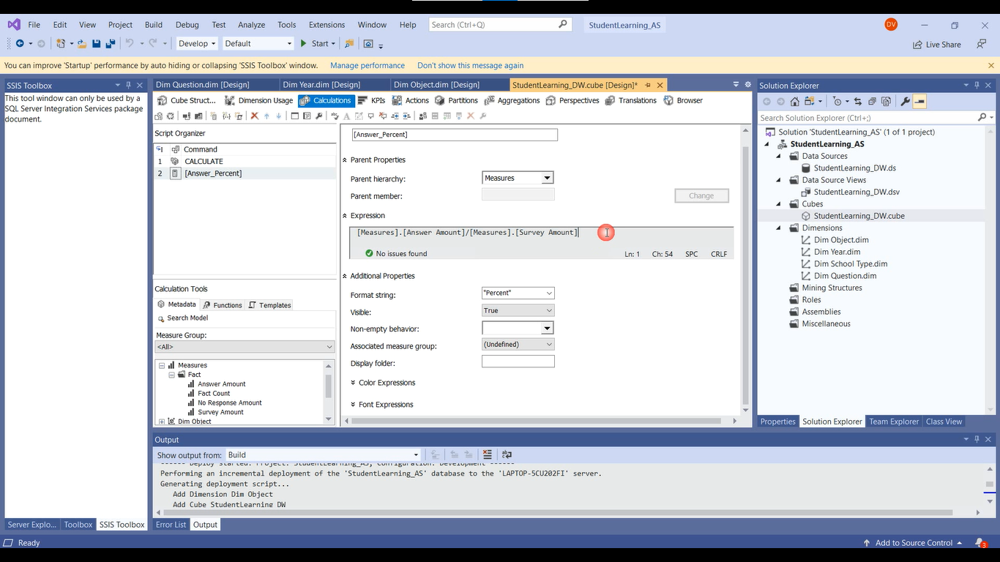 File Edit View Project Build Debug Test Analyze Tools Extensions Window Help Search (Ctrl+Q) StudentLearning_AS DV
Develop Default Start Live Share
You can improve 'Startup' performance by auto hiding or collapsing 'SSIS Toolbox' window. Manage performance Don't show this message again
SSIS Toolbox
This tool window can only be used by a
SQL Server Integration Services package
document.
Server Explo... Toolbox SSIS Toolbox
Dim Question.dim [Design] Dim Year.dim [Design] Dim Object.dim [Design] StudentLearning_DW.cube [Design]*
Cube Struct... Dimension Usage Calculations KPIs Actions Partitions Aggregations Perspectives Translations Browser
Script Organizer
Command
1 CALCULATE
2 [Answer_Percent]
Calculation Tools
Metadata Functions Templates
Search Model
Measure Group:
<All>
Measures
Fact
Answer Amount
Fact Count
No Response Amount
Survey Amount
Dim Object
[Answer_Percent]
Parent Properties
Parent hierarchy: Measures
Parent member: Change
Expression
[Measures].[Answer Amount]/[Measures].[Survey Amount]
No issues found Ln: 1 Ch: 54 SPC CRLF
Additional Properties
Format string: "Percent"
Visible: True
Non-empty behavior:
Associated measure group: (Undefined)
Display folder:
Color Expressions
Font Expressions
Solution Explorer
Search Solution Explorer (Ctrl+;)
Solution 'StudentLearning_AS' (1 of 1 project)
StudentLearning_AS
Data Sources
StudentLearning_DW.ds
Data Source Views
StudentLearning_DW.dsv
Cubes
StudentLearning_DW.cube
Dimensions
Dim Object.dim
Dim Year.dim
Dim School Type.dim
Dim Question.dim
Mining Structures
Roles
Assemblies
Miscellaneous
Properties Solution Explorer Team Explorer Class View
Output
Show output from: Build
------ Deploy started: Project: StudentLearning_AS, Configuration: Development ------
Performing an incremental deployment of the 'StudentLearning_AS' database to the 'LAPTOP-5CU202FI' server.
Generating deployment script...
Add Dimension Dim Object
Add Cube StudentLearning DW
Error List Output
Ready Add to Source Control 3